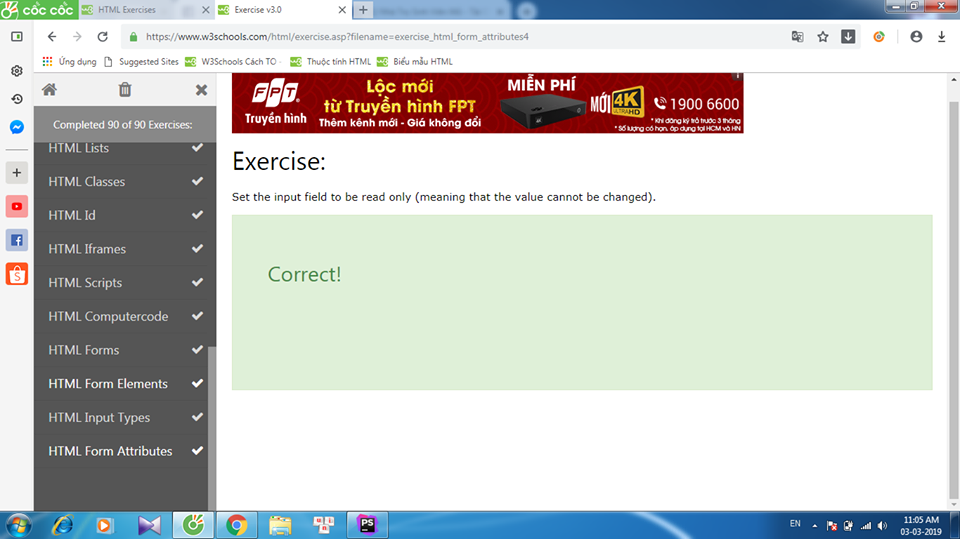 cốc cốc
HTML Exercises
Exercise v3.0
https://www.w3schools.com/html/exercise.asp?filename=exercise_html_form_attributes4
Ứng dụng
Suggested Sites
W3Schools Cách TO
Thuộc tính HTML
Biểu mẫu HTML
Completed 90 of 90 Exercises:
HTML Lists
HTML Classes
HTML Id
HTML Iframes
HTML Scripts
HTML Computercode
HTML Forms
HTML Form Elements
HTML Input Types
HTML Form Attributes
FPT
Truyền hình
Lộc mới
từ Truyền hình FPT
Thêm kênh mới - Giá không đổi
MIỄN PHÍ
MỚI 4K
ULTRAHD
1900 6600
* Khi đăng ký trả trước 3 tháng
* Số lượng có hạn, áp dụng tại HCM và HN
Exercise:
Set the input field to be read only (meaning that the value cannot be changed).
Correct!
PS
EN
11:05 AM
03-03-2019